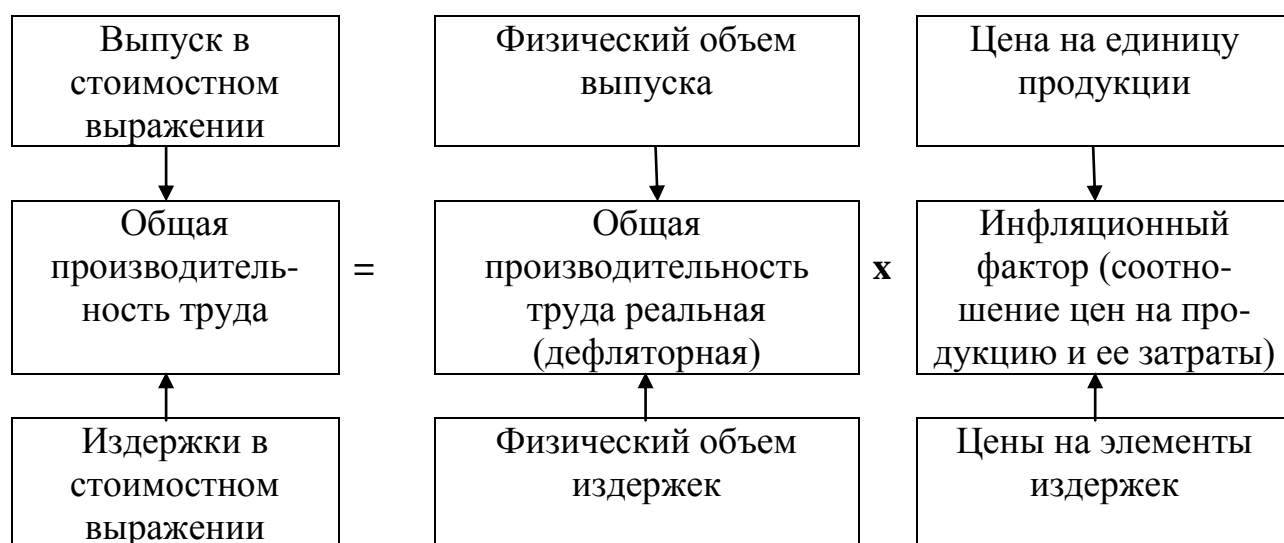 Выпуск в
стоимостном
выражении
Физический объем
выпуска
Цена на единицу
продукции
Общая
производитель-
ность труда
=
Общая
производительность
труда реальная
(дефляторная)
х
Инфляционный
фактор (соотно-
шение цен на про-
дукцию и ее затраты)
Издержки в
стоимостном
выражении
Физический объем
издержек
Цены на элементы
издержек